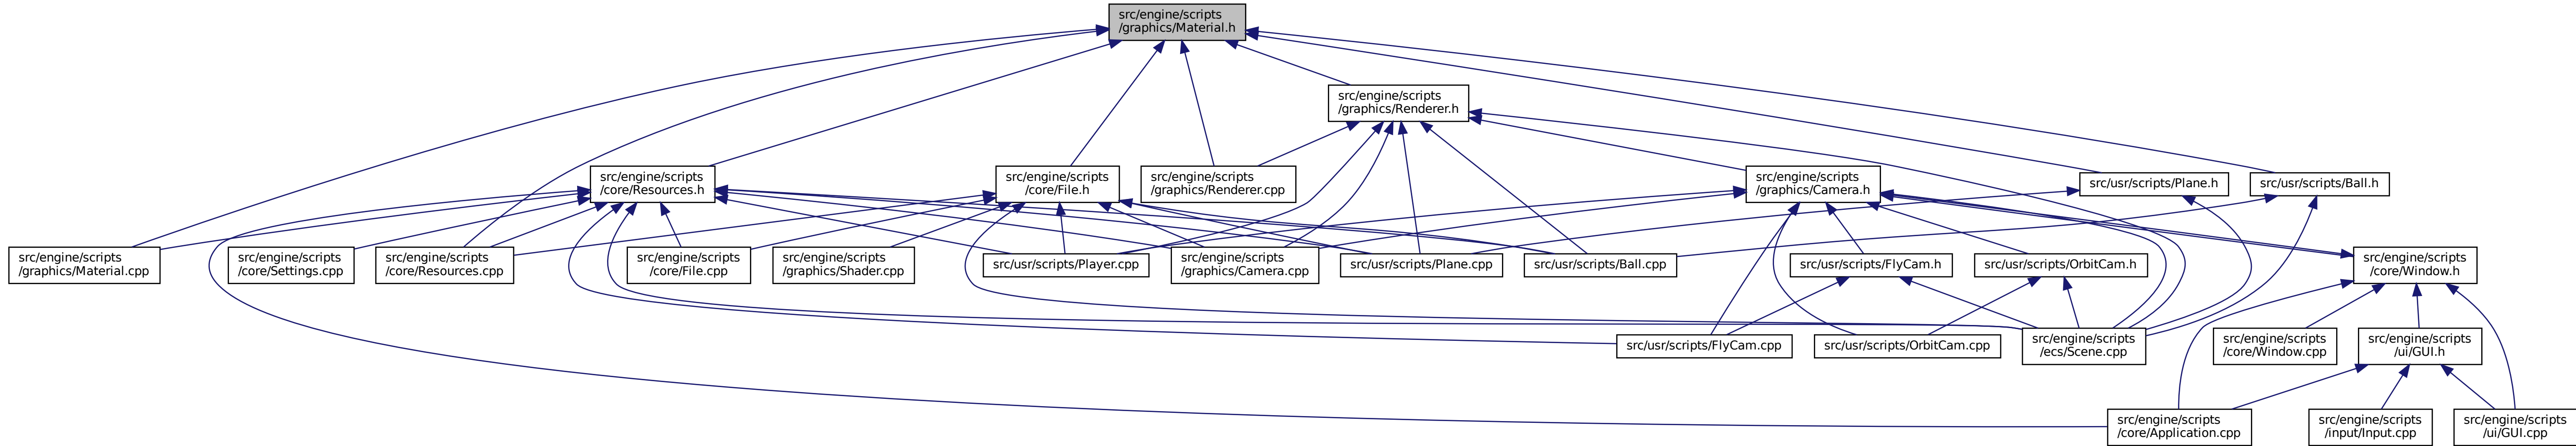 src/engine/scripts
/graphics/Material.h
src/engine/scripts
/graphics/Renderer.h
src/engine/scripts
/core/Resources.h
src/engine/scripts
/core/File.h
src/engine/scripts
/graphics/Renderer.cpp
src/engine/scripts
/graphics/Camera.h
src/usr/scripts/Plane.h
src/usr/scripts/Ball.h
src/engine/scripts
/graphics/Material.cpp
src/engine/scripts
/core/Settings.cpp
src/engine/scripts
/core/Resources.cpp
src/engine/scripts
/core/File.cpp
src/engine/scripts
/graphics/Shader.cpp
src/usr/scripts/Player.cpp
src/engine/scripts
/graphics/Camera.cpp
src/usr/scripts/Plane.cpp
src/usr/scripts/Ball.cpp
src/usr/scripts/FlyCam.h
src/usr/scripts/OrbitCam.h
src/engine/scripts
/core/Window.h
src/usr/scripts/FlyCam.cpp
src/usr/scripts/OrbitCam.cpp
src/engine/scripts
/ecs/Scene.cpp
src/engine/scripts
/core/Window.cpp
src/engine/scripts
/ui/GUI.h
src/engine/scripts
/core/Application.cpp
src/engine/scripts
/input/Input.cpp
src/engine/scripts
/ui/GUI.cpp